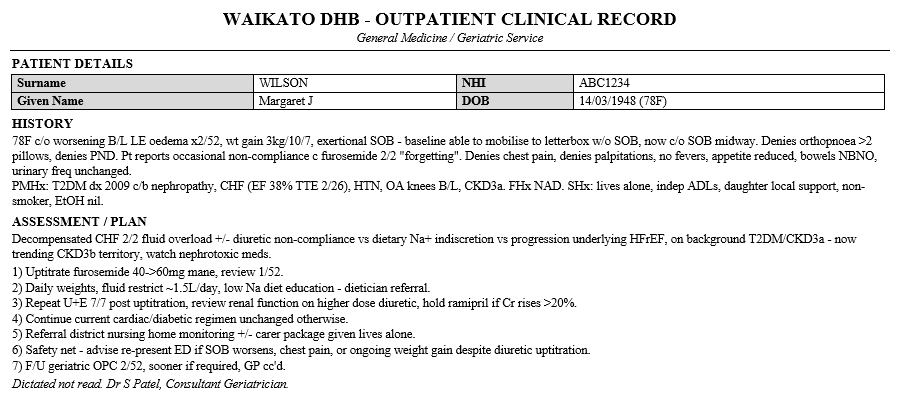 WAIKATO DHB - OUTPATIENT CLINICAL RECORD
General Medicine / Geriatric Service
PATIENT DETAILS
Surname WILSON NHI ABC1234
Given Name Margaret J DOB 14/03/1948 (78F)
HISTORY
78F c/o worsening B/L LE oedema x2/52, wt gain 3kg/10/7, exertional SOB - baseline able to mobilise to letterbox w/o SOB, now c/o SOB midway. Denies orthopnoea >2
pillows, denies PND. Pt reports occasional non-compliance c furosemide 2/2 "forgetting". Denies chest pain, denies palpitations, no fevers, appetite reduced, bowels NBNO,
urinary freq unchanged.
PMHx: T2DM dx 2009 c/b nephropathy, CHF (EF 38% TTE 2/26), HTN, OA knees B/L, CKD3a. FHx NAD. SHx: lives alone, indep ADLs, daughter local support, non-
smoker, EtOH nil.
ASSESSMENT / PLAN
Decompensated CHF 2/2 fluid overload +/- diuretic non-compliance vs dietary Na+ indiscretion vs progression underlying HFrEF, on background T2DM/CKD3a - now
trending CKD3b territory, watch nephrotoxic meds.
1) Uptitrate furosemide 40->60mg mane, review 1/52.
2) Daily weights, fluid restrict ~1.5L/day, low Na diet education - dietician referral.
3) Repeat U+E 7/7 post uptitration, review renal function on higher dose diuretic, hold ramipril if Cr rises >20%.
4) Continue current cardiac/diabetic regimen unchanged otherwise.
5) Referral district nursing home monitoring +/- carer package given lives alone.
6) Safety net - advise re-present ED if SOB worsens, chest pain, or ongoing weight gain despite diuretic uptitration.
7) F/U geriatric OPC 2/52, sooner if required, GP cc'd.
Dictated not read. Dr S Patel, Consultant Geriatrician.